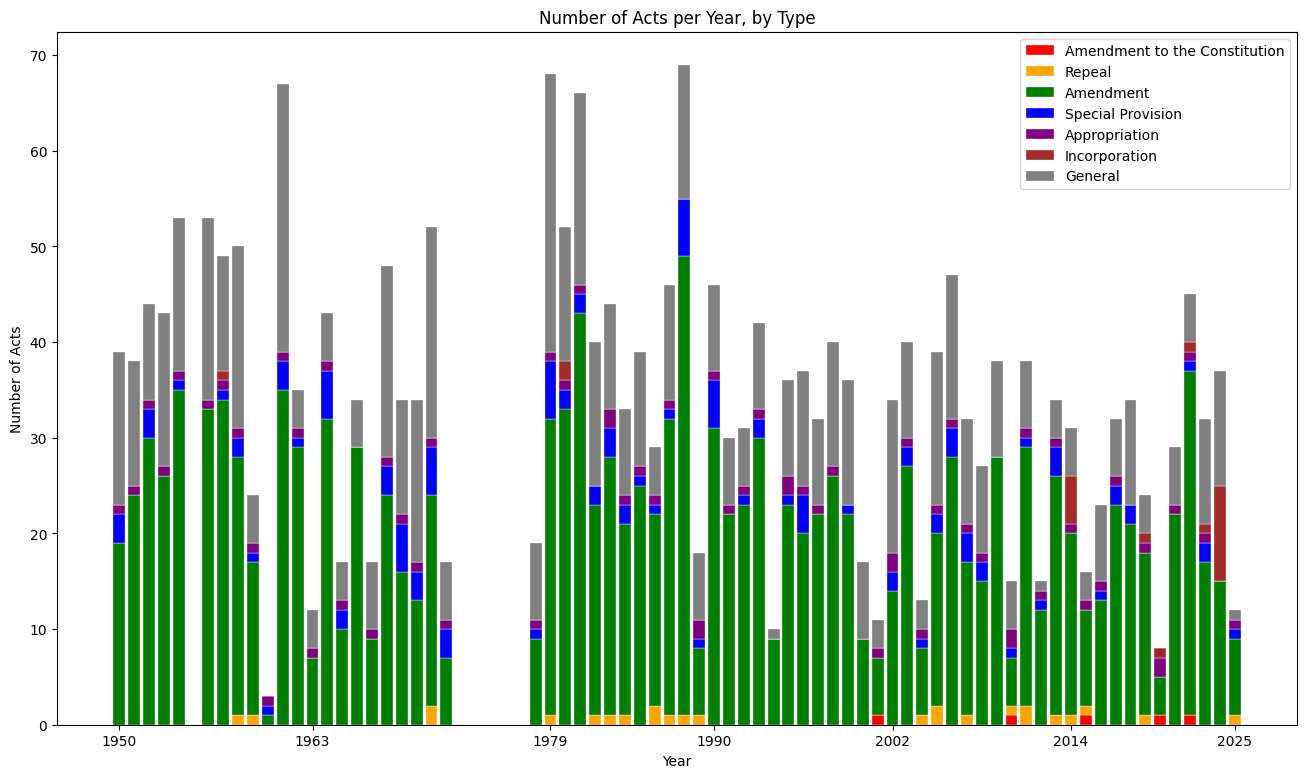 Number of Acts per Year, by Type
Amendment to the Constitution
Repeal
Amendment
Special Provision
Appropriation
Incorporation
General
Number of Acts
70
60
50
40
30
20
10
0
1950
1963
1979
1990
2002
2014
2025
Year